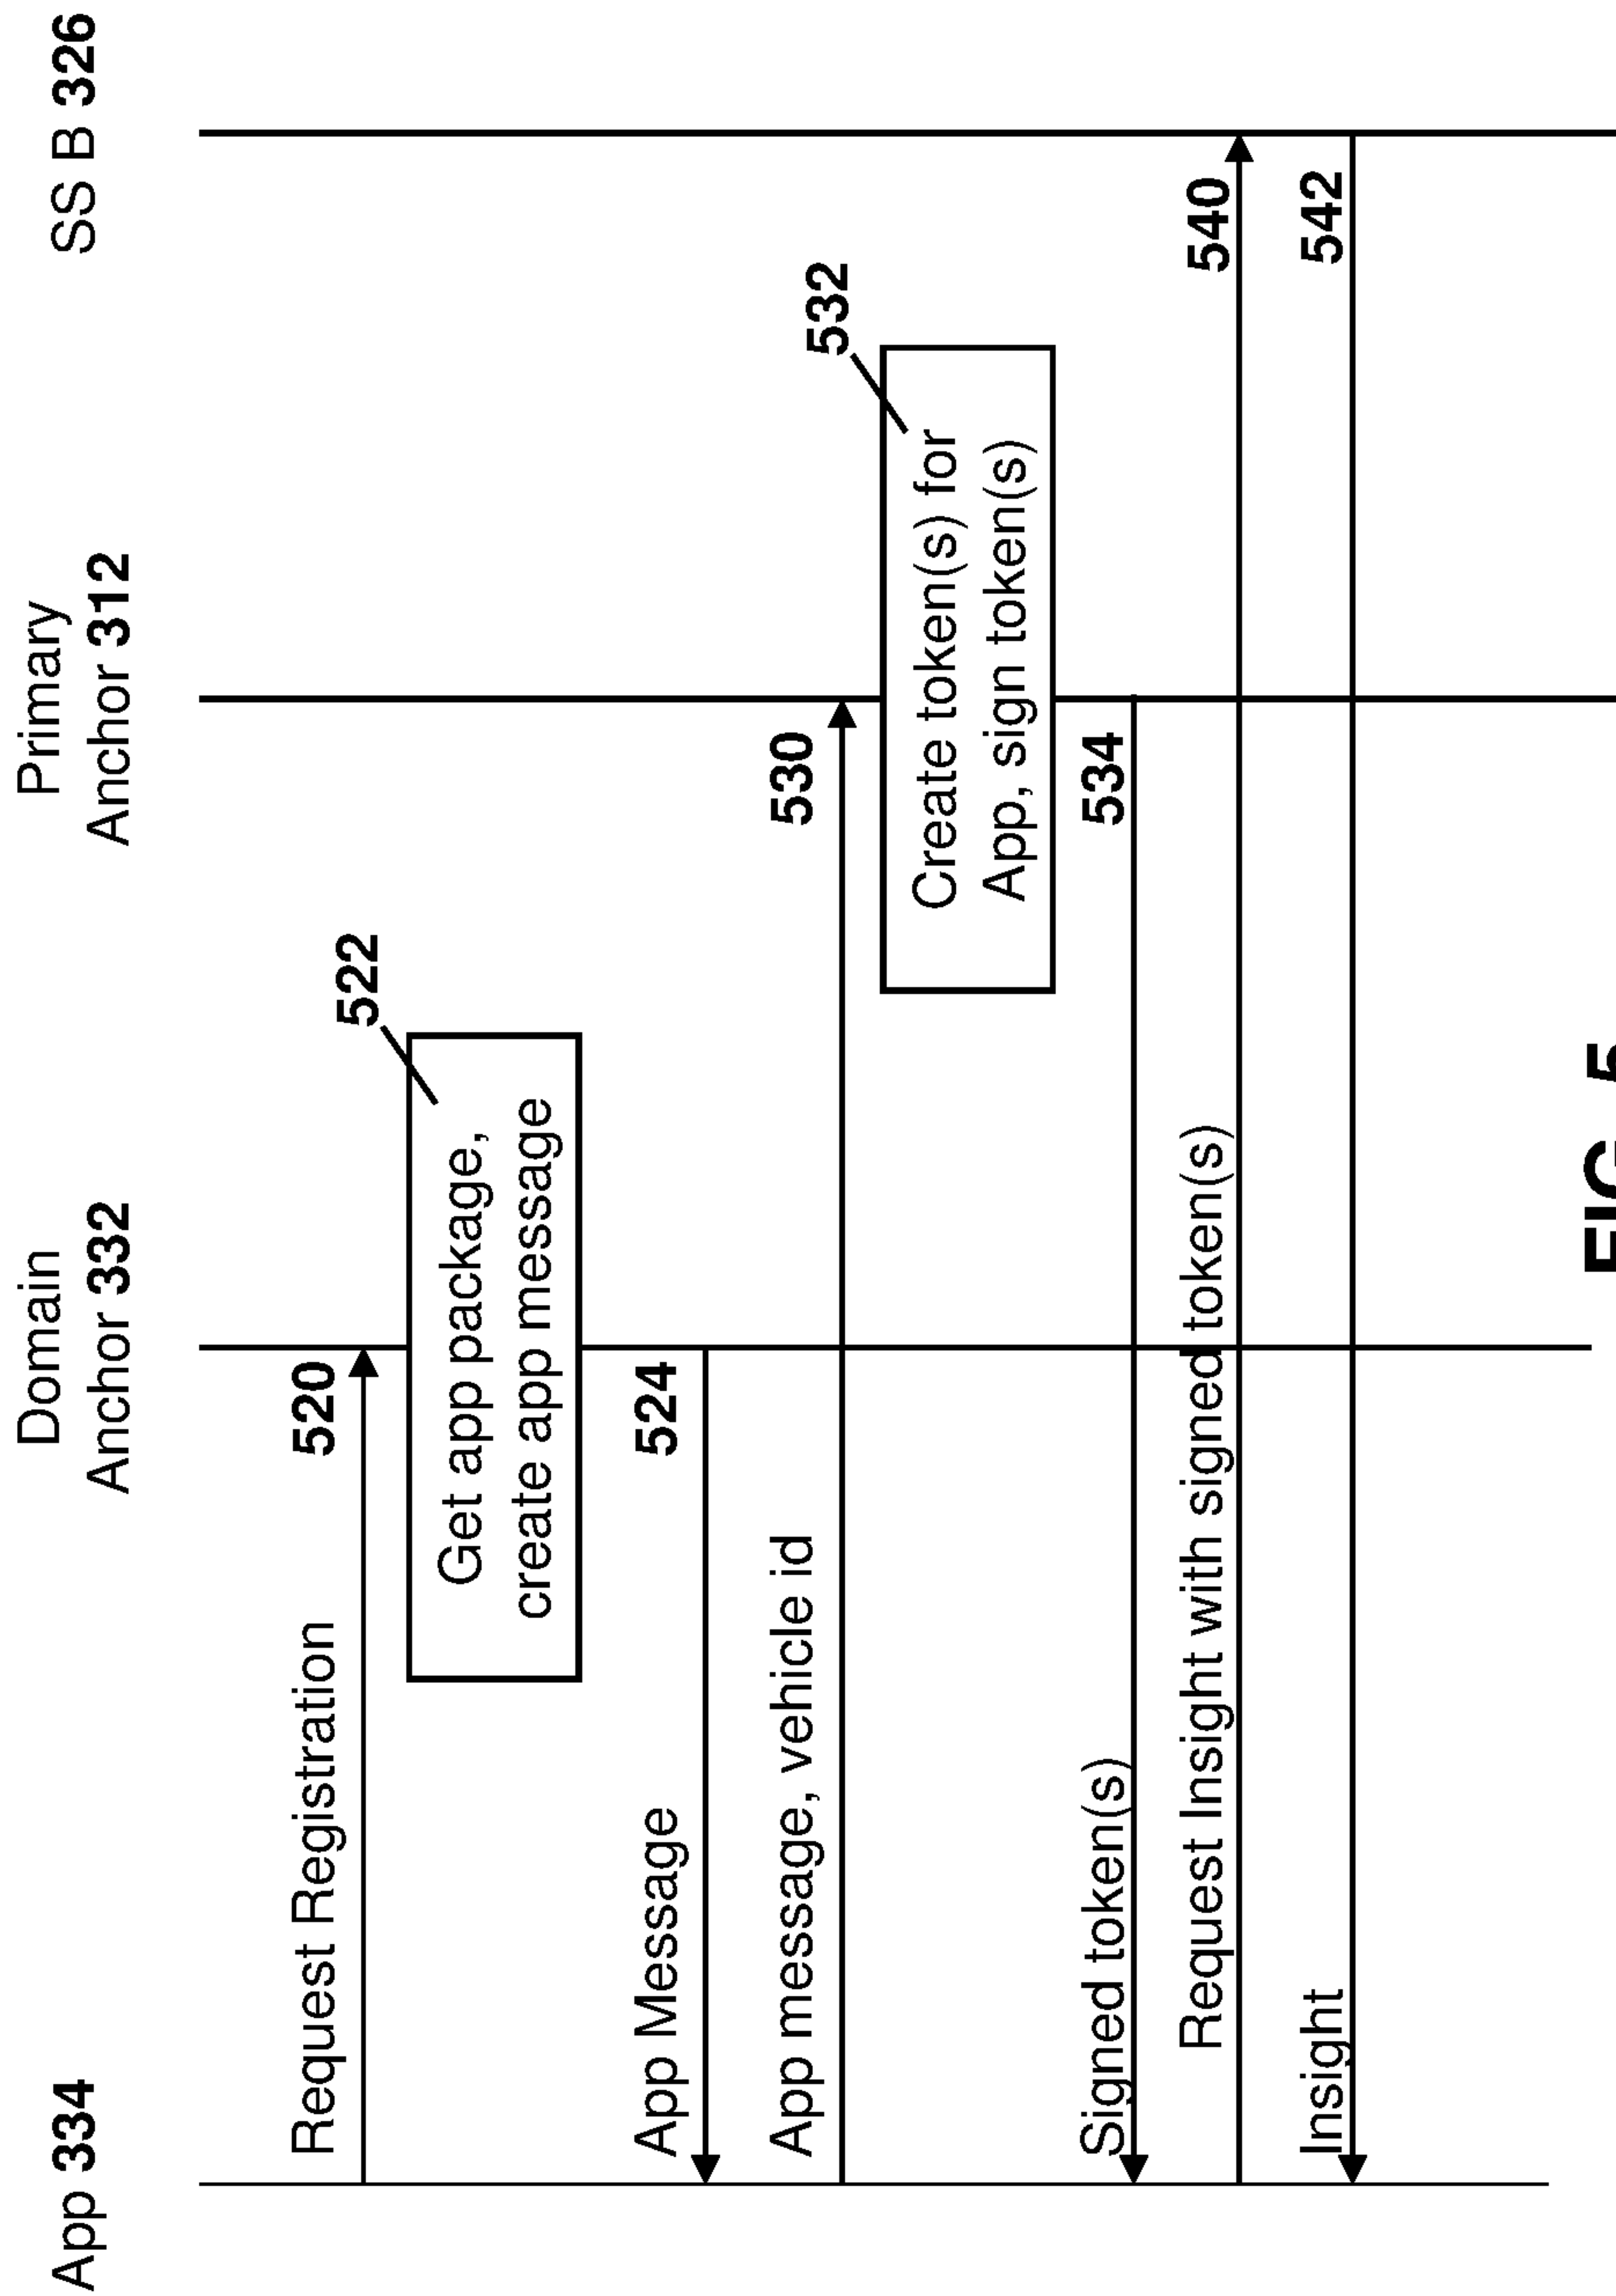 App 334
Domain
Anchor 332
Primary
Anchor 312
SS B 326
Request Registration
520
522
Get app package,
create app message
App Message
524
App message, vehicle id
530
532
Create token(s) for
App, sign token(s)
Signed token(s)
534
Request Insight with signed token(s)
540
Insight
542
FIG. 5